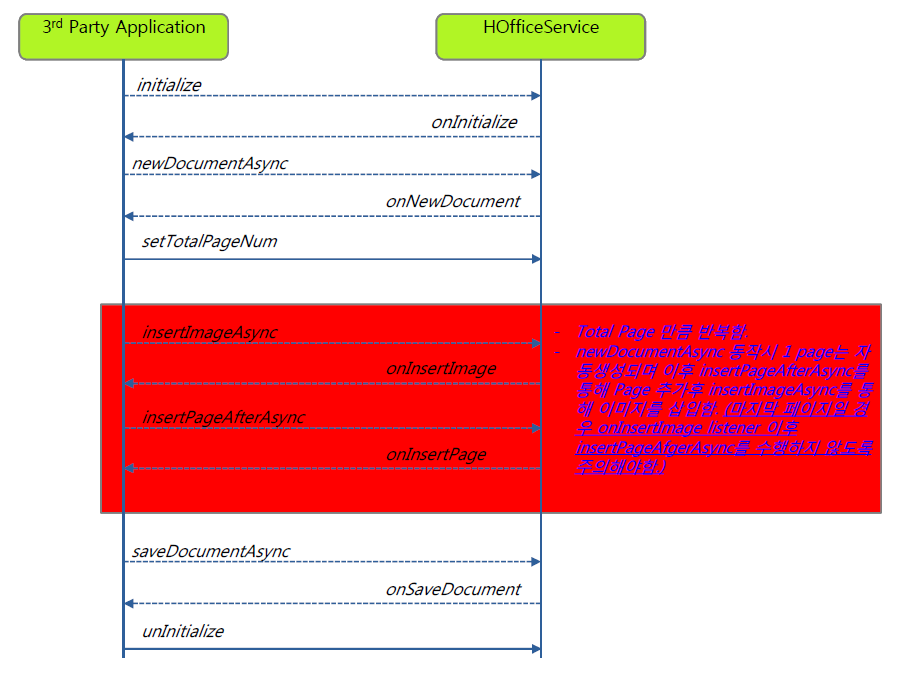 3rd Party Application
HOfficeService
initialize
onInitialize
newDocumentAsync
onNewDocument
setTotalPageNum
insertImageAsync
onInsertImage
insertPageAfterAsync
onInsertPage
- Total Page 만큼 반복함.
- newDocumentAsync 동작시 1 page는 자
동생성되며 이후 insertPageAfterAsync를
통해 Page 추가후 insertImageAsync를 통
해 이미지를 삽입함. (마지막 페이지일 경
우 onInsertImage listener 이후
insertPageAfgerAsync를 수행하지 않도록
주의해야함.)
saveDocumentAsync
onSaveDocument
unInitialize